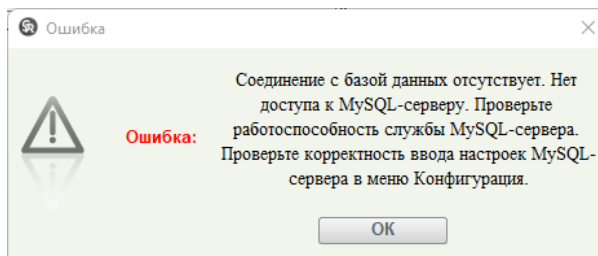 Ошибка
Соединение с базой данных отсутствует. Нет
доступа к MySQL-серверу. Проверьте
Ошибка: работоспособность службы MySQL-сервера.
Проверьте корректность ввода настроек MySQL-
сервера в меню Конфигурация.
OK